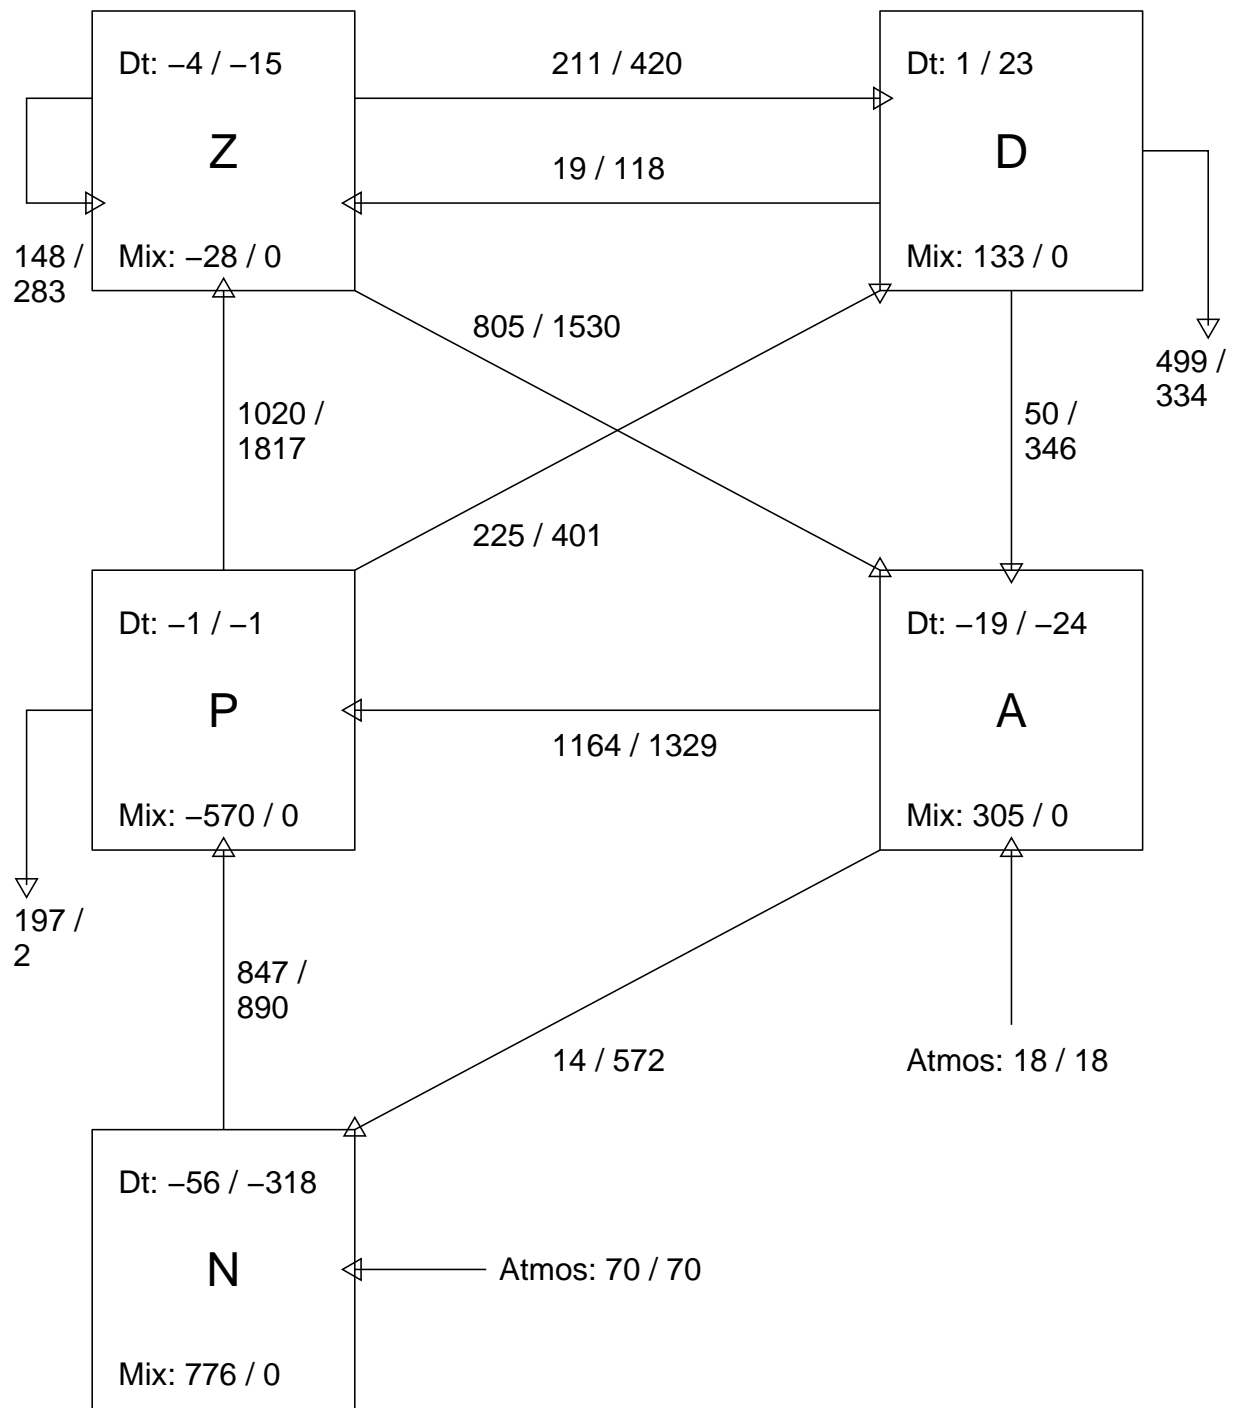 Dt: −4 / −15
211 / 420
Dt: 1 / 23
Z
D
19 / 118
148 /
283
Mix: −28 / 0
Mix: 133 / 0
805 / 1530
499 /
334
1020 /
1817
50 /
346
225 / 401
Dt: −1 / −1
Dt: −19 / −24
P
A
1164 / 1329
Mix: −570 / 0
Mix: 305 / 0
197 /
2
847 /
890
14 / 572
Atmos: 18 / 18
Dt: −56 / −318
N
Atmos: 70 / 70
Mix: 776 / 0